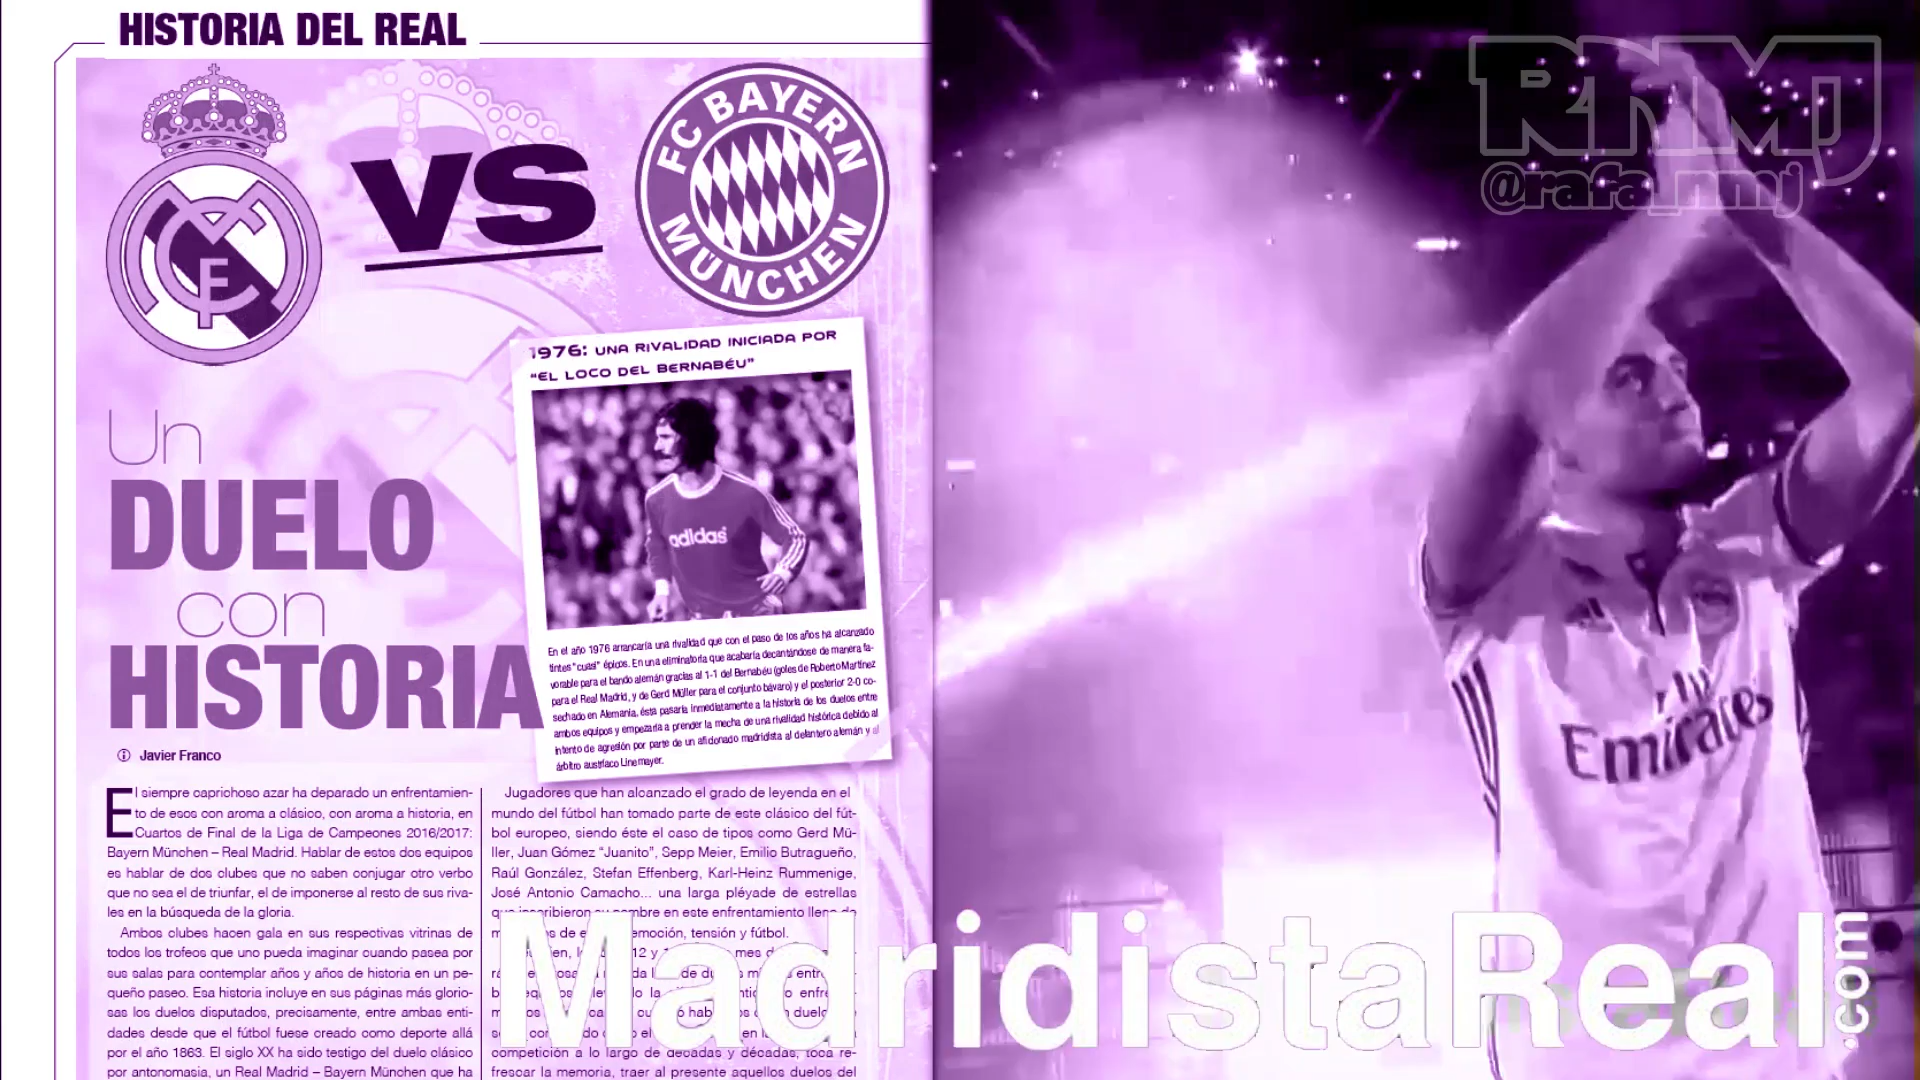 HISTORIA DEL REAL
VS
FC BAYERN
MÜNCHEN
1976: UNA RIVALIDAD INICIADA POR
"EL LOCO DEL BERNABÉU"
adidas
En el año 1976 arrancaría una rivalidad que con el paso de los años ha alcanzado
tintes "cuasi" épicos. En una eliminatoria que acabaría decantándose de manera fa-
vorable para el bando alemán gracias al 1-1 del Bernabéu (goles de Roberto Martínez
para el Real Madrid, y de Gerd Müller para el conjunto bávaro) y el posterior 2-0 co-
sechado en Alemania, ésta pasaría inmediatamente a la historia de los duelos entre
ambos equipos y empezaría a prender la mecha de una rivalidad histórica debido al
intento de agresión por parte de un aficionado madridista al delantero alemán y al
árbitro austríaco Linemayer.
Un
DUELO
con
HISTORIA
Javier Franco
El siempre caprichoso azar ha deparado un enfrentamien-
to de esos con aroma a clásico, con aroma a historia, en
Cuartos de Final de la Liga de Campeones 2016/2017:
Bayern München – Real Madrid. Hablar de estos dos equipos
es hablar de dos clubes que no saben conjugar otro verbo
que no sea el de triunfar, el de imponerse al resto de sus riva-
les en la búsqueda de la gloria.
Ambos clubes hacen gala en sus respectivas vitrinas de
todos los trofeos que uno pueda imaginar cuando pasea por
sus salas para contemplar años y años de historia en un pe-
queño paseo. Esa historia incluye en sus páginas más glorio-
sas los duelos disputados, precisamente, entre ambas enti-
dades desde que el fútbol fuese creado como deporte allá
por el año 1863. El siglo XX ha sido testigo del duelo clásico
por antonomasia, un Real Madrid – Bayern München que ha
Jugadores que han alcanzado el grado de leyenda en el
mundo del fútbol han tomado parte de este clásico del fút-
bol europeo, siendo éste el caso de tipos como Gerd Mü-
ller, Juan Gómez "Juanito", Sepp Meier, Emilio Butragueño,
Raúl González, Stefan Effenberg, Karl-Heinz Rummenige,
José Antonio Camacho... una larga pléyade de estrellas
que inscribieron su nombre en este enfrentamiento lleno de
emoción, tensión y fútbol.
competición a lo largo de décadas y décadas, toca re-
frescar la memoria, traer al presente aquellos duelos del
RNMJ
@rafa_nmj
Fly
Emirates
MadridistaReal.com